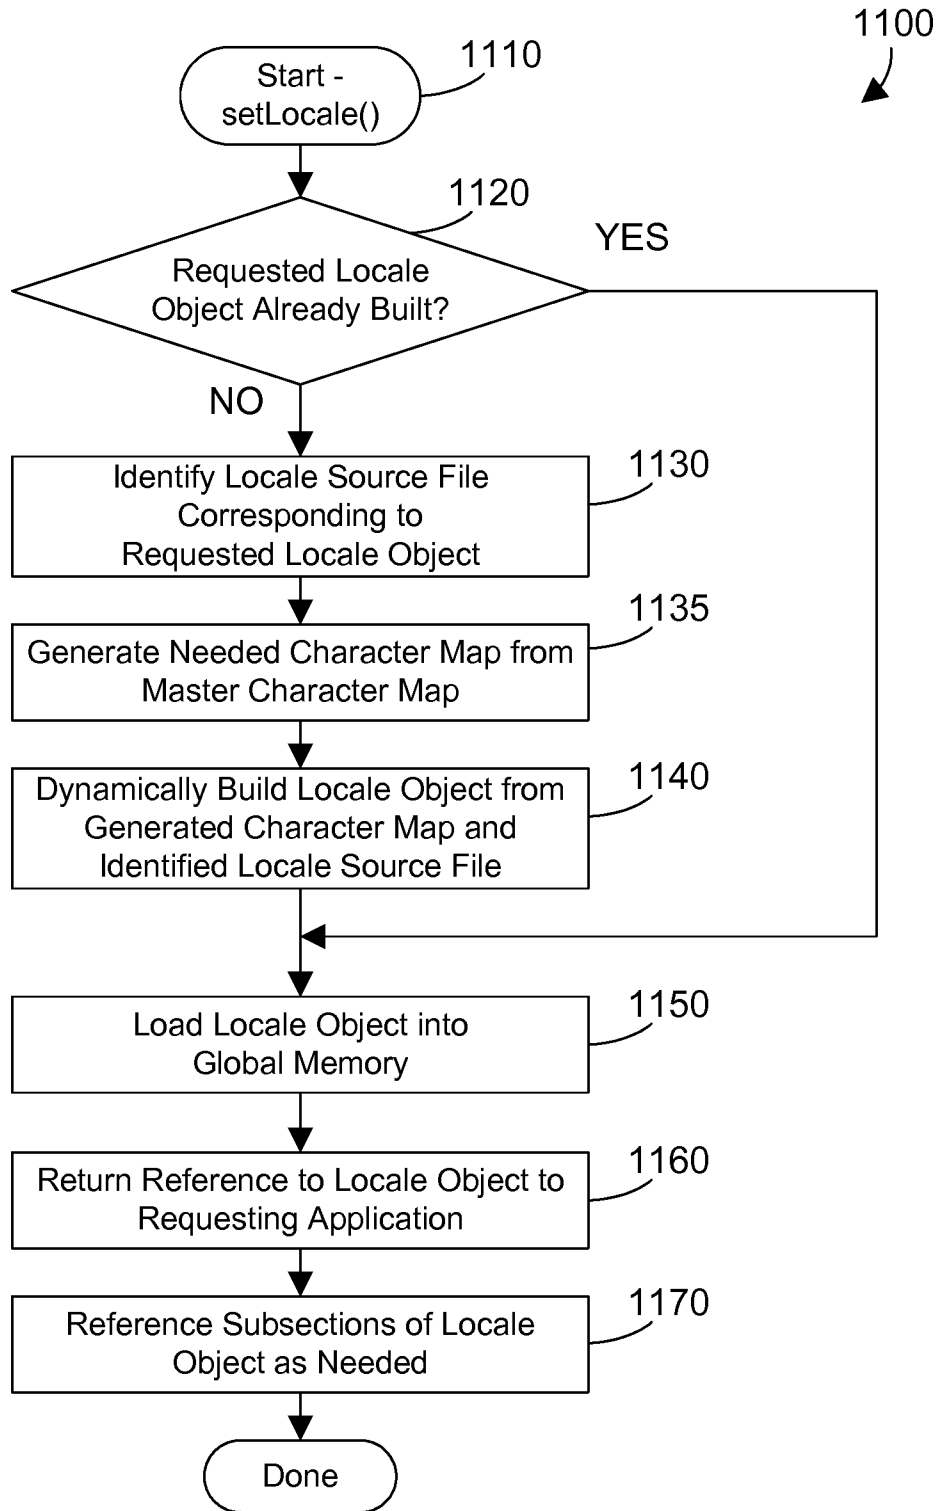 1100
1110
Start -
setLocale()
1120
YES
Requested Locale
Object Already Built?
NO
1130
Identify Locale Source File
Corresponding to
Requested Locale Object
1135
Generate Needed Character Map from
Master Character Map
1140
Dynamically Build Locale Object from
Generated Character Map and
Identified Locale Source File
1150
Load Locale Object into
Global Memory
1160
Return Reference to Locale Object to
Requesting Application
1170
Reference Subsections of Locale
Object as Needed
Done